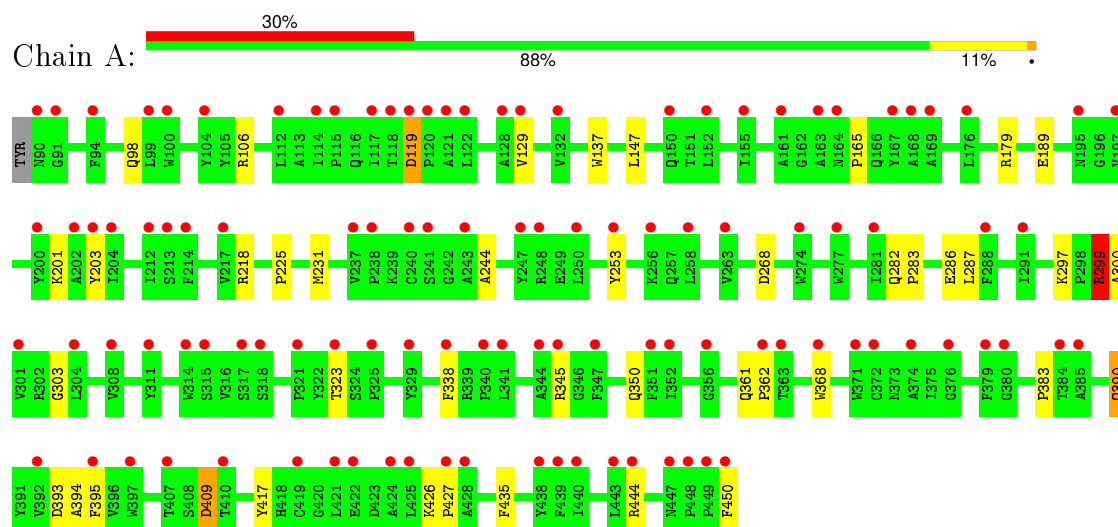 30%
Chain A:
88% 11% •
TYR N90 G91 F94 Q98 L99 W100 Y104 Y105 R106 L112 A113 I114 P115 Q116 I117 T118 D119 P120 A121 L122 A128 V129 V132 W137 L147 Q150 T151 L152 I155 A161 G162 A163 N164 P165 Q166 Y167 A168 A169 L176 R179 E189 N195 G196 V197
Y200 K201 A202 Y203 I204 I212 S213 F214 V217 R218 P225 M231 V237 P238 K239 C240 S241 G242 A243 A244 Y247 R248 E249 L250 Y253 K256 Q257 L258 V263 D268 W274 W277 I281 Q282 P283 E286 L287 F288 I291 K297 P298 R299 A300
V301 R302 G303 L304 V308 Y311 W314 S315 V316 S317 S318 P321 Y322 T323 S324 P325 Y329 F338 R339 P340 L341 A344 R345 G346 F347 Q350 F351 I352 G356 Q361 P362 T363 W368 W371 C372 N373 A374 I375 G376 F379 G380 P383 T384 A385 Q390
Y391 V392 D393 A394 F395 V396 W397 T407 S408 D409 T410 Y417 H418 C419 G420 L421 E422 D423 A424 L425 K426 P427 A428 F435 Y438 F439 I440 L443 R444 N447 P448 P449 F450